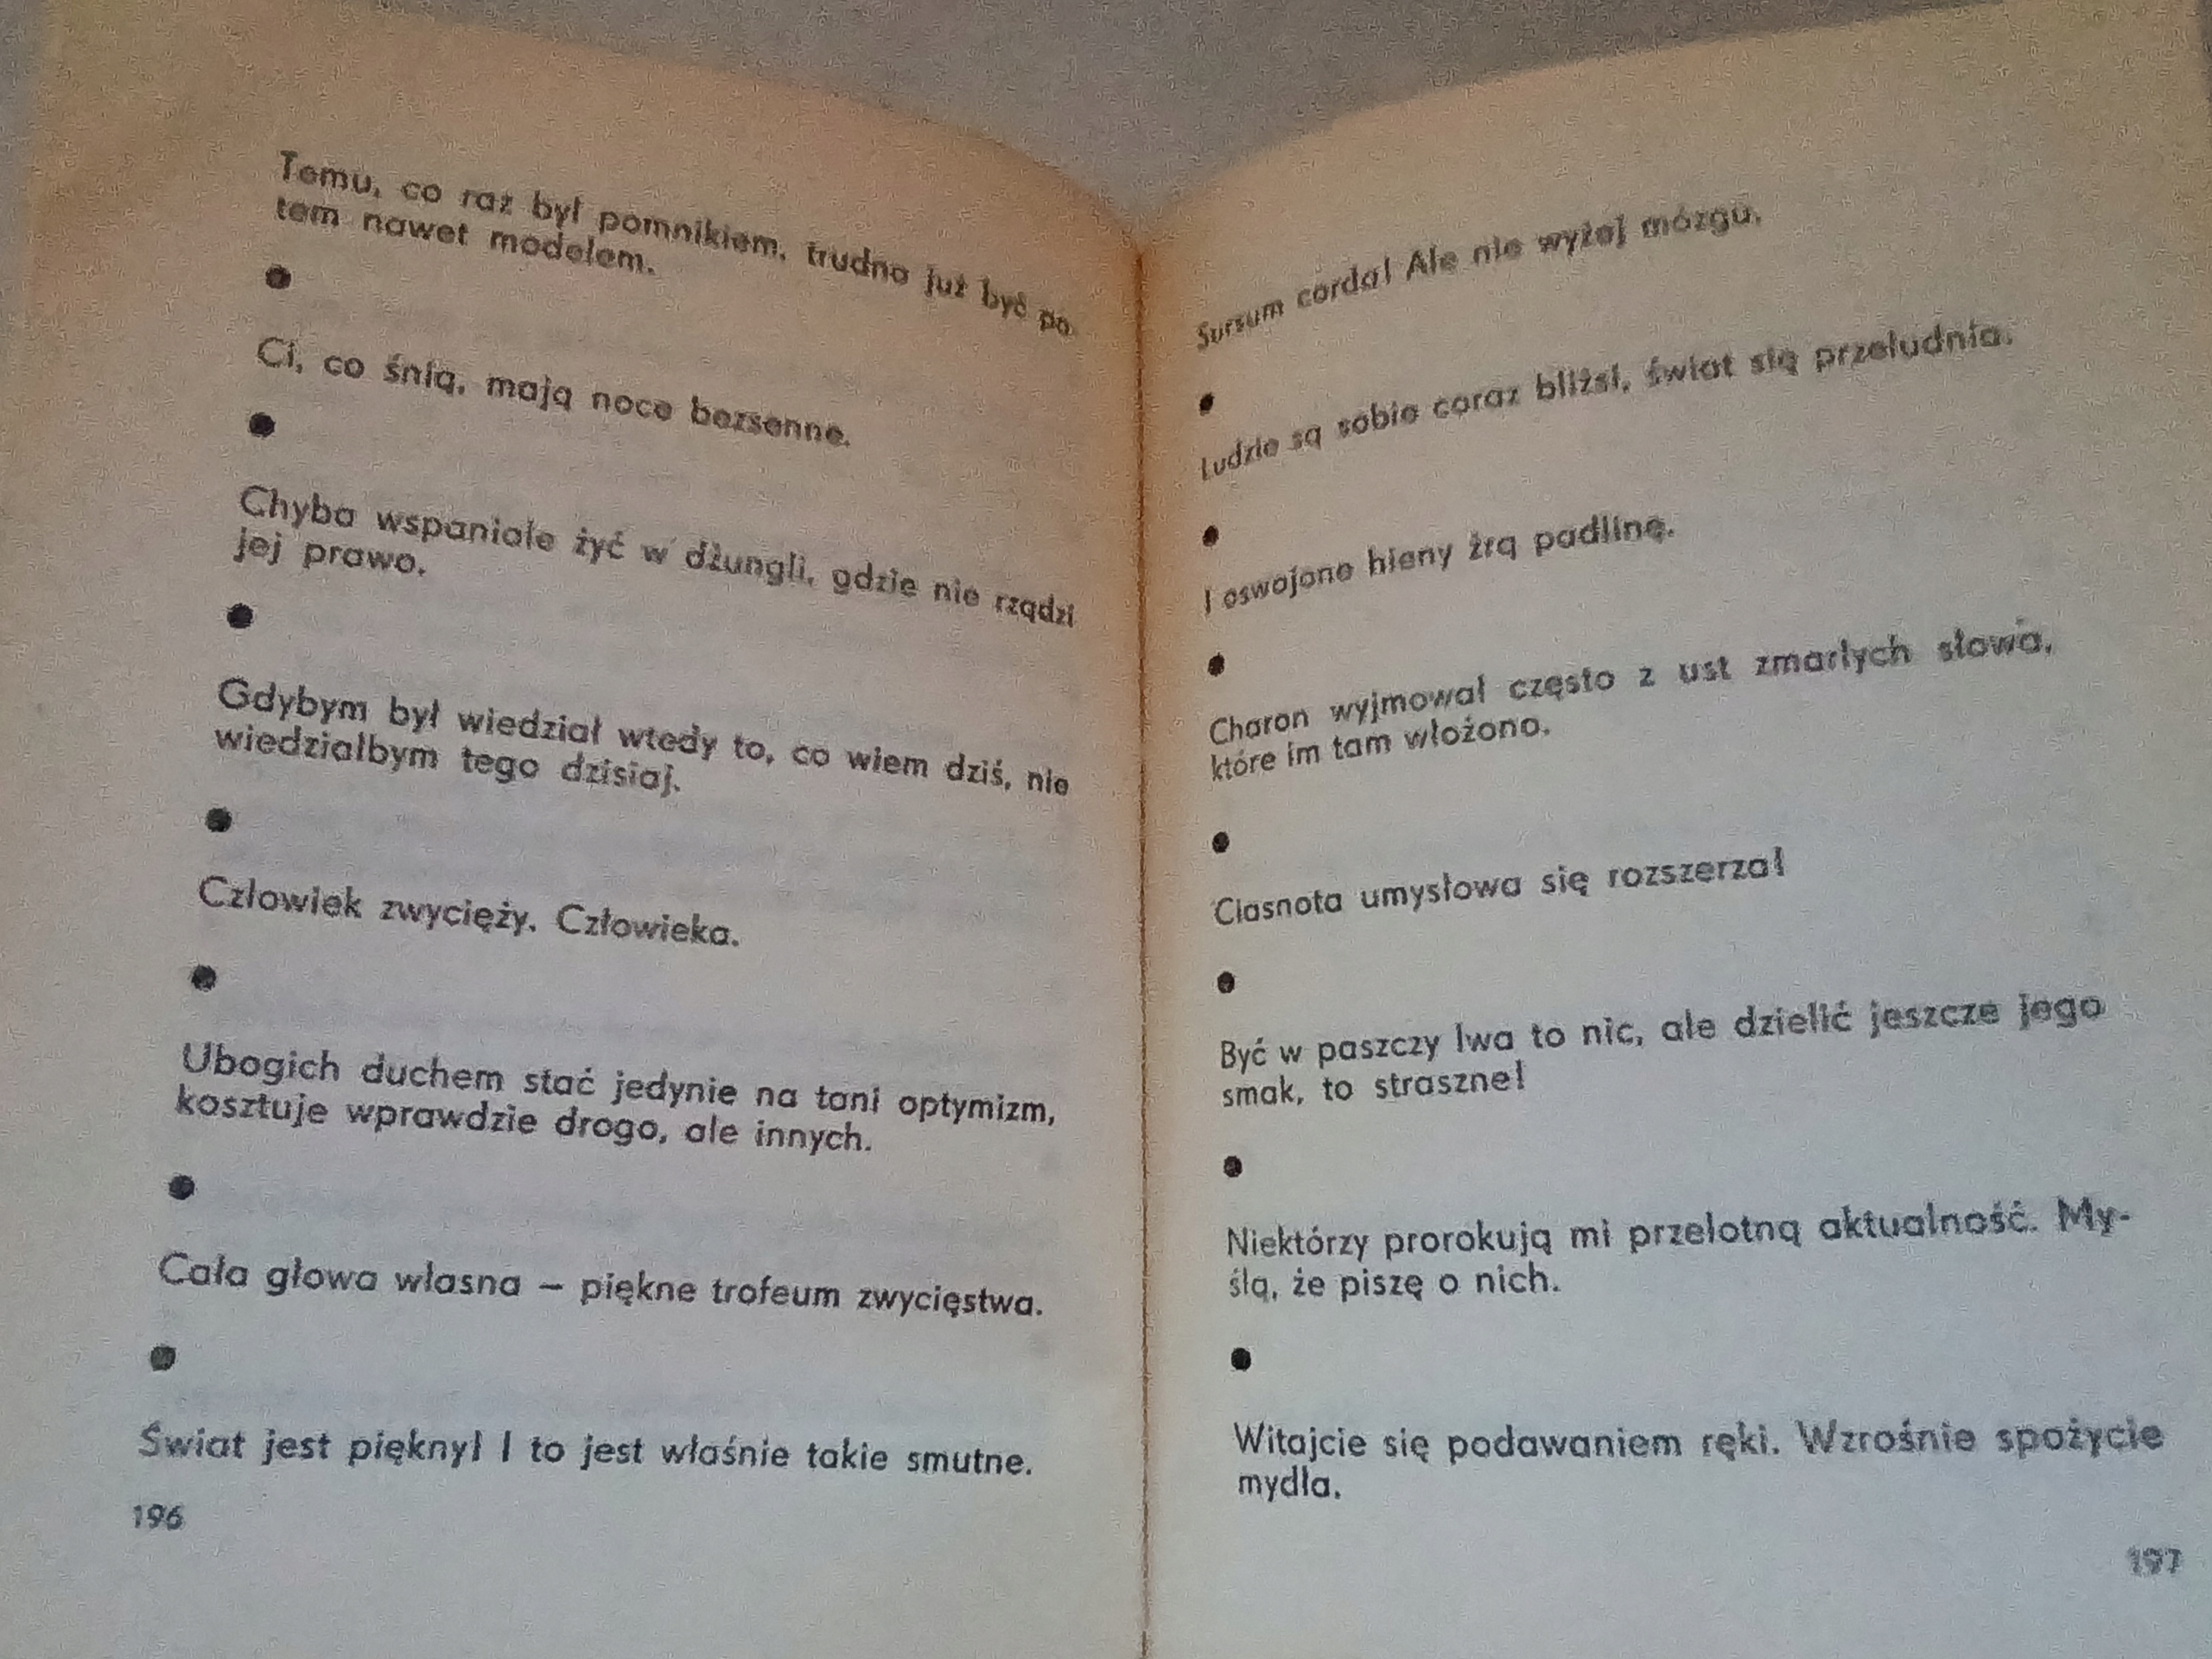 Temu, co raz był pomnikiem, trudno już być po-
tem nawet modelem.
●
Ci, co śnią, mają noce bezsenne.
●
Chyba wspaniale żyć w dżungli, gdzie nie rządzi
jej prawo.
●
Gdybym był wiedział wtedy to, co wiem dziś, nie
wiedziałbym tego dzisiaj.
●
Człowiek zwycięży. Człowieka.
●
Ubogich duchem stać jedynie na tani optymizm,
kosztuje wprawdzie drogo, ale innych.
●
Cała głowa własna – piękne trofeum zwycięstwa.
●
Świat jest piękny! I to jest właśnie takie smutne.
196
Sursum corda! Ale nie wyżej mózgu.
●
Ludzie są sobie coraz bliżsi, świat się przeludnia.
●
I oswojone hieny żrą padlinę.
●
Charon wyjmował często z ust zmarłych słowa,
które im tam włożono.
●
Ciasnota umysłowa się rozszerza!
●
Być w paszczy lwa to nic, ale dzielić jeszcze jego
smak, to straszne!
●
Niektórzy prorokują mi przelotną aktualność. My-
ślą, że piszę o nich.
●
Witajcie się podawaniem ręki. Wzrośnie spożycie
mydła.
197